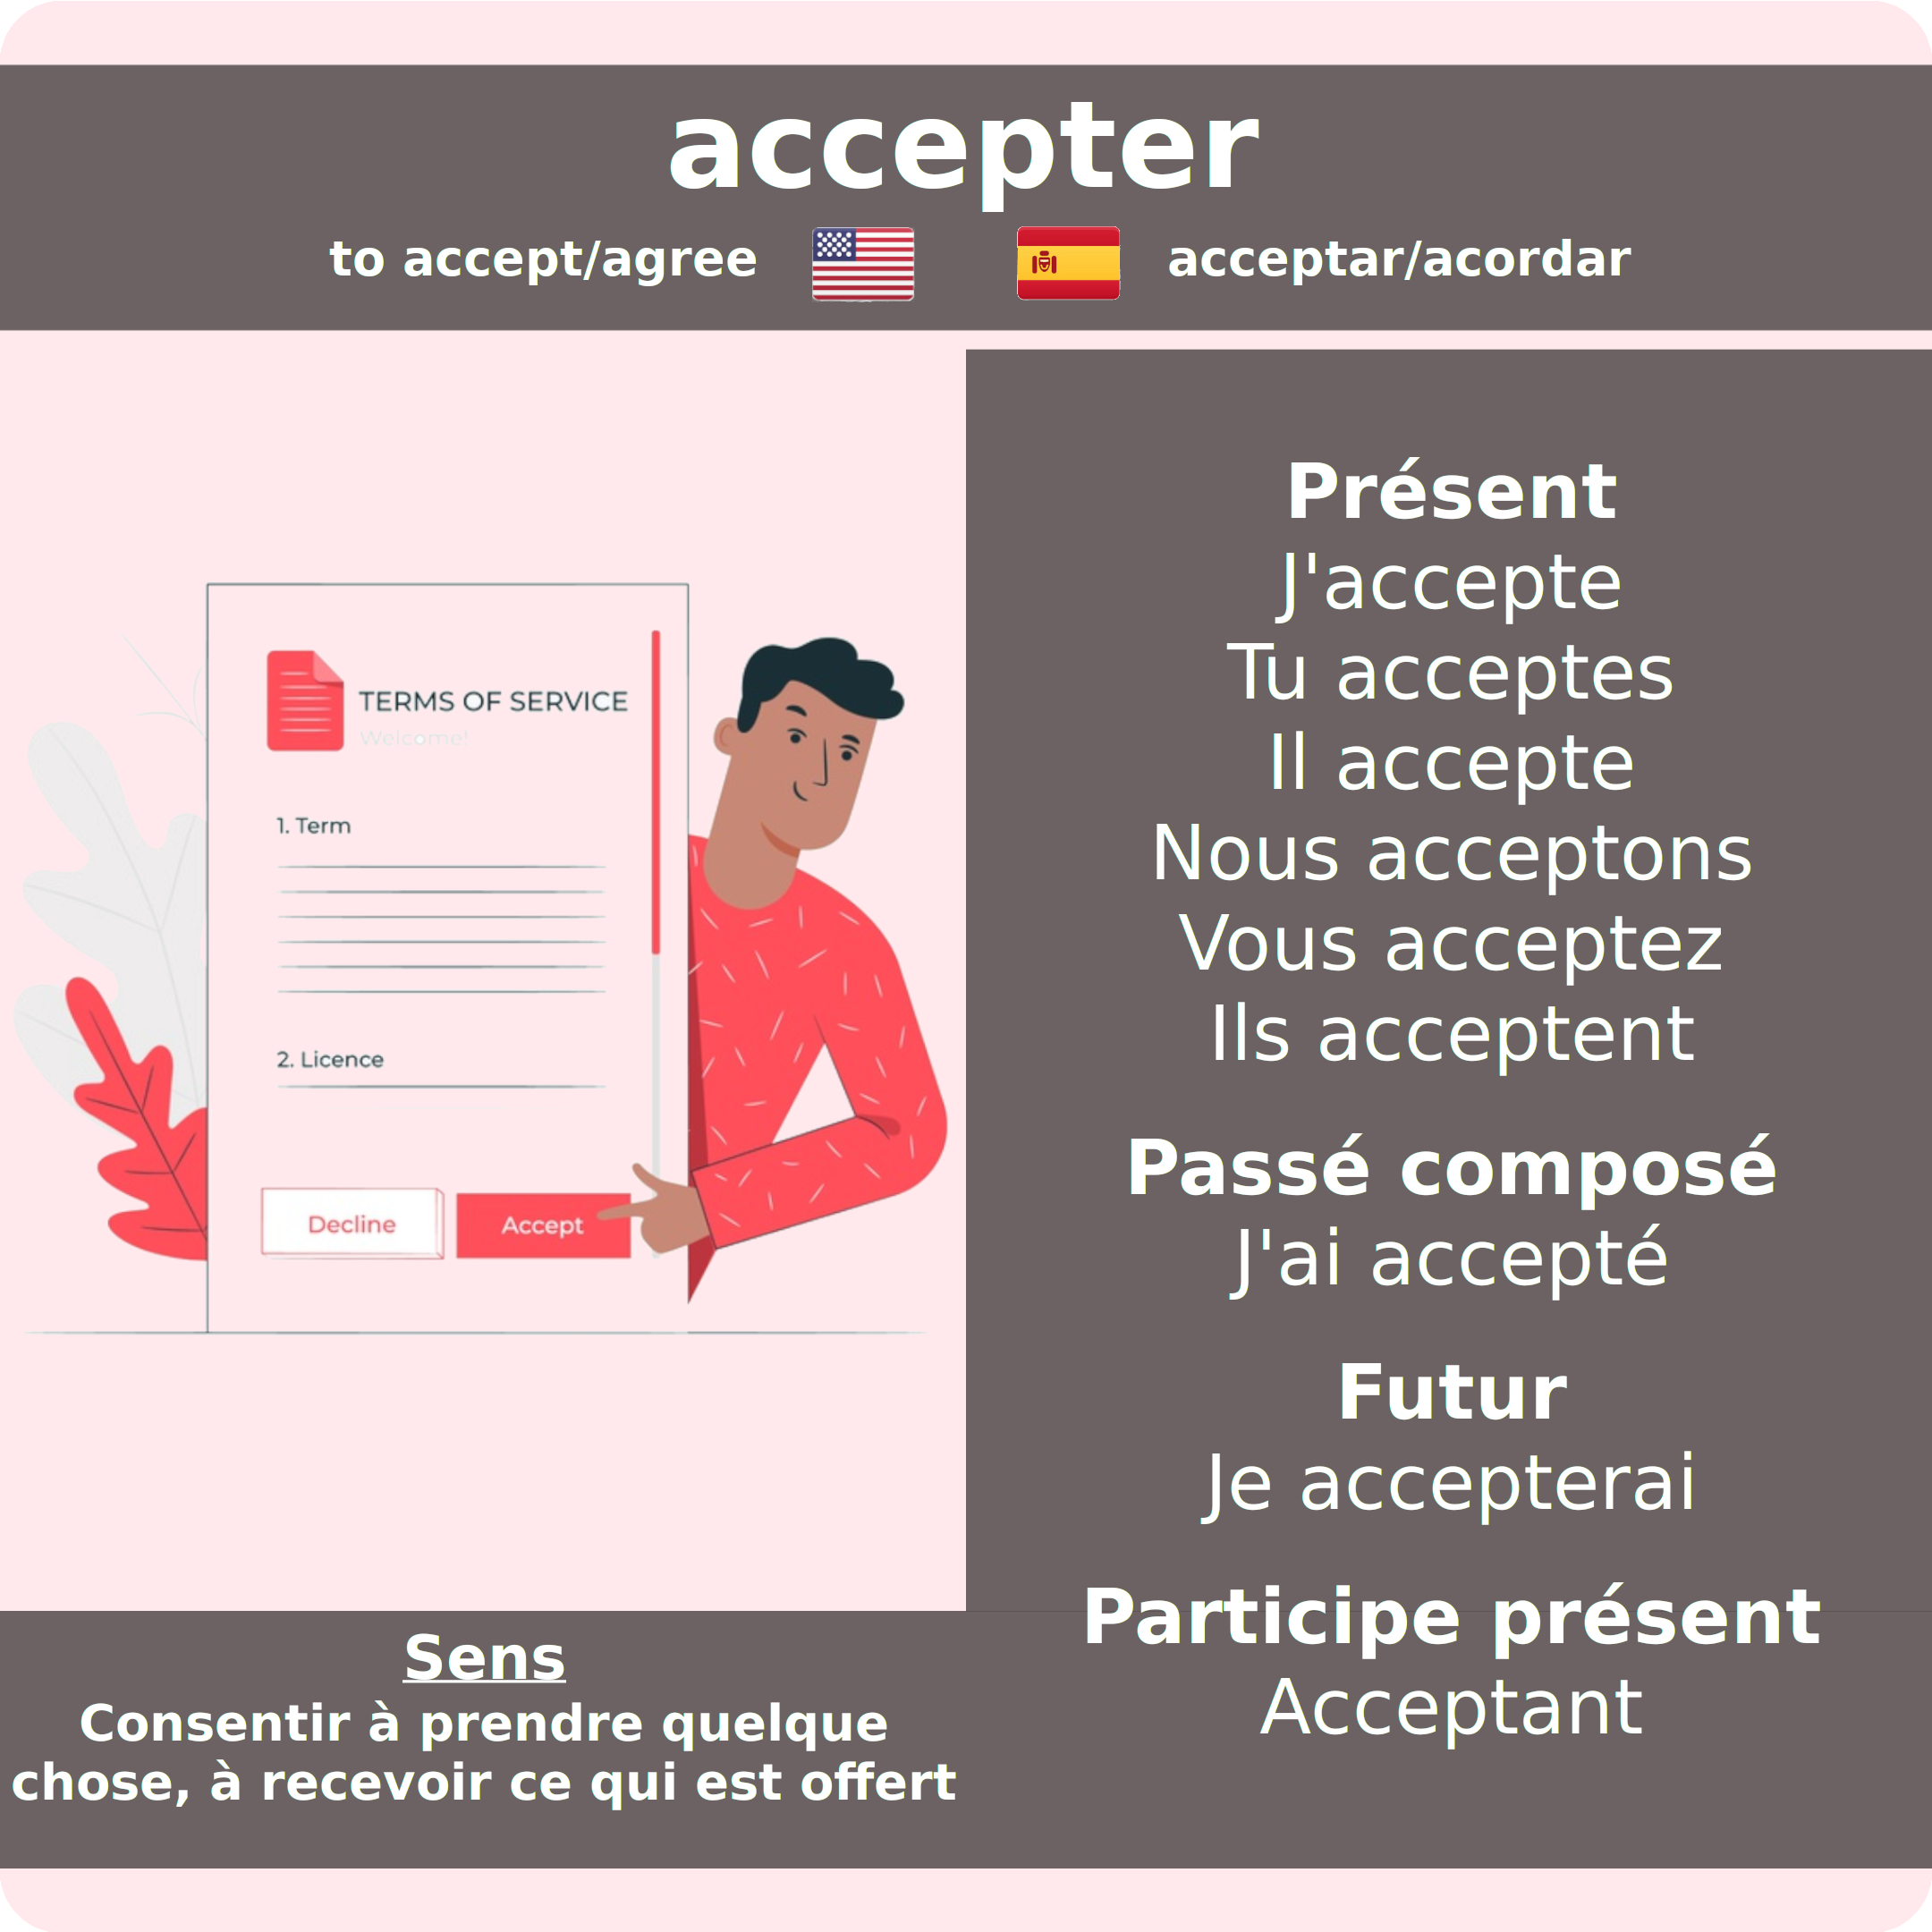 accepter
to accept/agree
acceptar/acordar
TERMS OF SERVICE
Welcome!
1. Term
2. Licence
Decline
Accept
Présent
J'accepte
Tu acceptes
Il accepte
Nous acceptons
Vous acceptez
Ils acceptent
Passé composé
J'ai accepté
Futur
Je accepterai
Participe présent
Acceptant
Sens
Consentir à prendre quelque
chose, à recevoir ce qui est offert